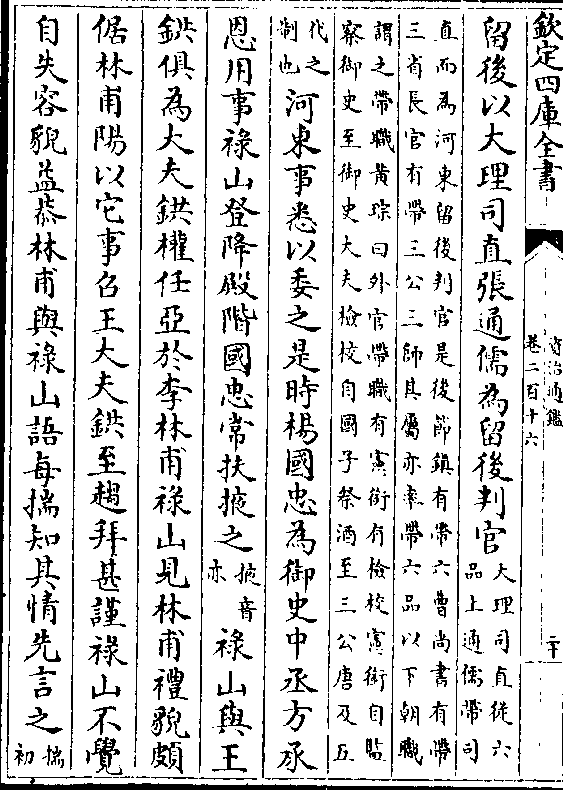 欽定四庫全書
資治通鑑
卷二百十六
二十
留後以大理司直張通儒為留後判官
大理司直從六
品上通儒帶司
直而為河東留後判官是後節鎮有帶六曹尚書有帶
三省長官有帶三公三師其屬亦率帶六品以下朝職
謂之帶職黄琮曰外官帶職有憲銜有檢校憲銜自監
察御史至御史大夫檢校自國子祭酒至三公唐及五
代之
制也
河東事悉以委之是時楊國忠為御史中丞方承
恩用事祿山登降殿階國忠常扶掖之
掖音
亦
祿山與王
鉷俱為大夫鉷權任亞於李林甫祿山見林甫禮貌頗
倨林甫陽以它事召王大夫鉷至趨拜甚謹祿山不覺
自失容貌益恭林甫與祿山語每揣知其情先言之
揣
初